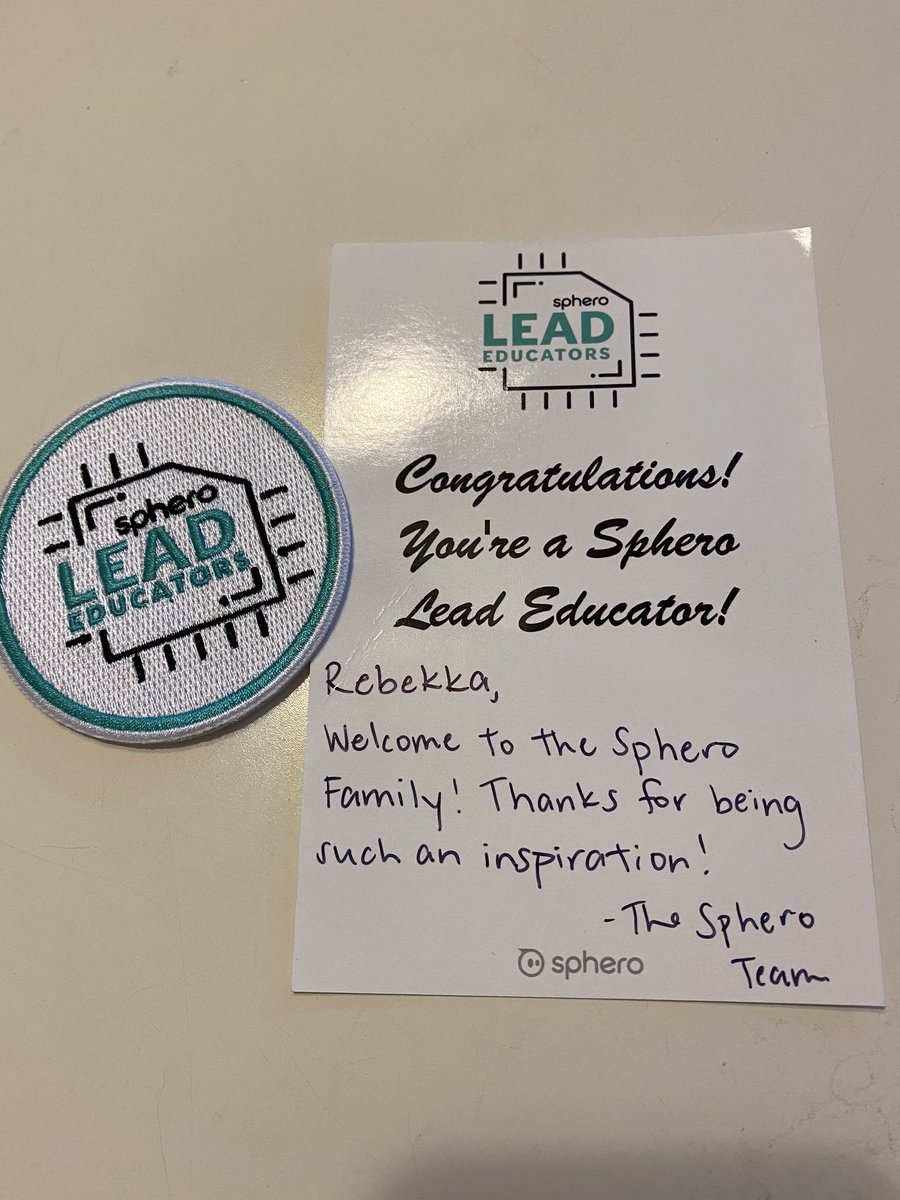 sphero
LEAD
EDUCATORS
sphero
LEAD
EDUCATORS
Congratulations!
You're a Sphero
Lead Educator!
Rebekka,
Welcome to the Sphero
Family! Thanks for being
such an inspiration!
-The Sphero
Team
sphero